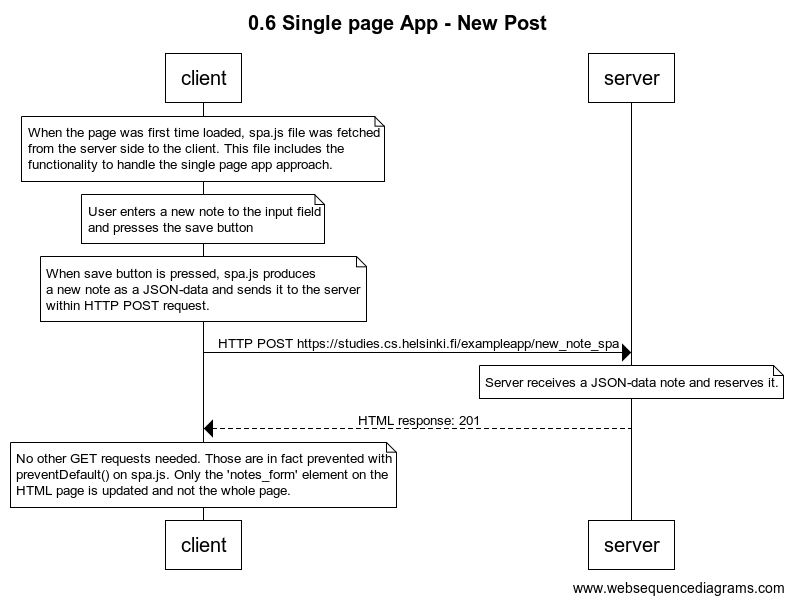 0.6 Single page App - New Post
client
server
When the page was first time loaded, spa.js file was fetched
from the server side to the client. This file includes the
functionality to handle the single page app approach.
User enters a new note to the input field
and presses the save button
When save button is pressed, spa.js produces
a new note as a JSON-data and sends it to the server
within HTTP POST request.
HTTP POST https://studies.cs.helsinki.fi/exampleapp/new_note_spa
Server receives a JSON-data note and reserves it.
HTML response: 201
No other GET requests needed. Those are in fact prevented with
preventDefault() on spa.js. Only the 'notes_form' element on the
HTML page is updated and not the whole page.
client
server
www.websequencediagrams.com